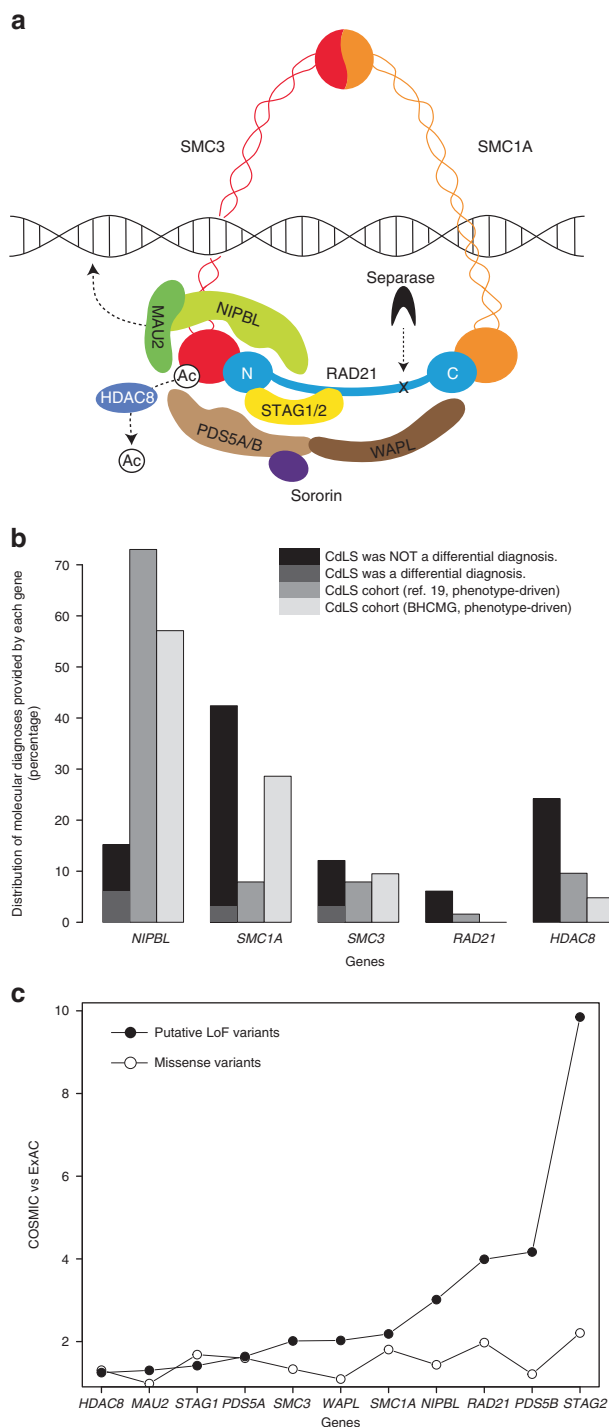 a
SMC3
SMC1A
Separase
MAU2
NIPBL
RAD21
Ac
N
C
HDAC8
STAG1/2
PDS5A/B
WAPL
Ac
Sororin
b
CdLS was NOT a differential diagnosis.
CdLS was a differential diagnosis.
CdLS cohort (ref. 19, phenotype-driven)
CdLS cohort (BHCMG, phenotype-driven)
Distribution of molecular diagnoses provided by each gene
(percentage)
70
60
50
40
30
20
10
0
NIPBL
SMC1A
SMC3
RAD21
HDAC8
Genes
c
Putative LoF variants
Missense variants
COSMIC vs ExAC
10
8
6
4
2
HDAC8 MAU2 STAG1 PDS5A SMC3 WAPL SMC1A NIPBL RAD21 PDS5B STAG2
Genes